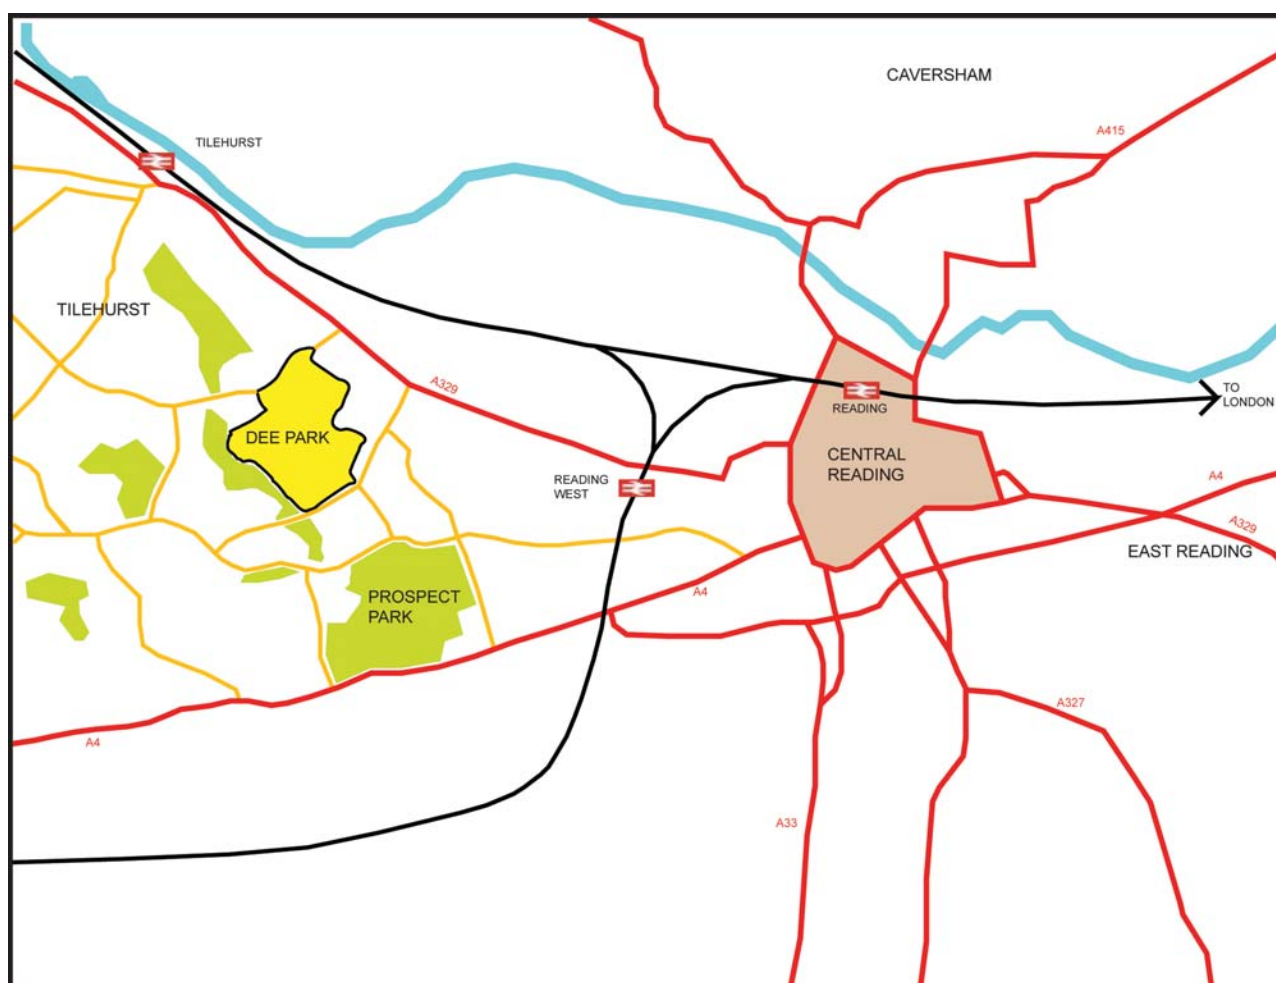 CAVERSHAM
A415
TILEHURST
TILEHURST
A329
TO
LONDON
READING
DEE PARK
CENTRAL
READING
READING
WEST
A4
A329
EAST READING
PROSPECT
PARK
A4
A327
A4
A33